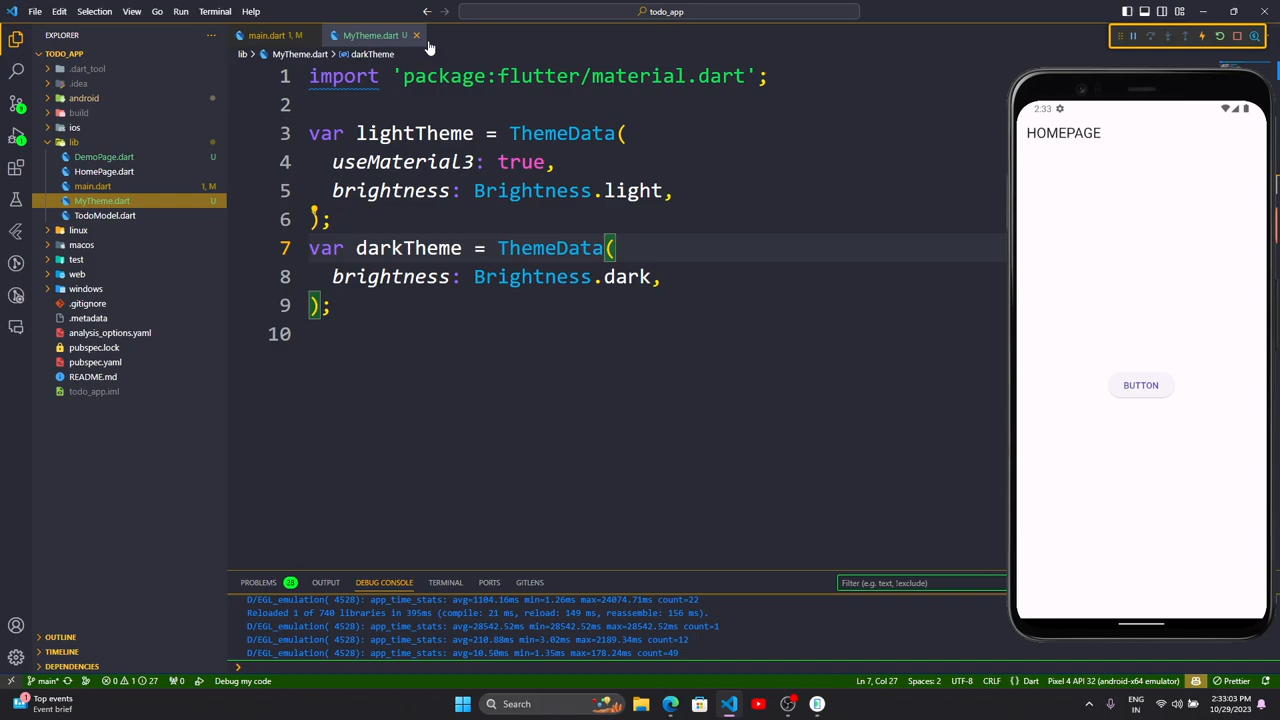 File Edit Selection View Go Run Terminal Help
todo_app
EXPLORER
TODO_APP
.dart_tool
.idea
android
build
ios
lib
DemoPage.dart U
HomePage.dart
main.dart 1, M
MyTheme.dart U
TodoModel.dart
linux
macos
test
web
windows
.gitignore
.metadata
analysis_options.yaml
pubspec.lock
pubspec.yaml
README.md
todo_app.iml
OUTLINE
TIMELINE
DEPENDENCIES
main.dart 1, M
MyTheme.dart U
lib > MyTheme.dart > darkTheme
1 import 'package:flutter/material.dart';
2
3 var lightTheme = ThemeData(
4 useMaterial3: true,
5 brightness: Brightness.light,
6 );
7 var darkTheme = ThemeData(
8 brightness: Brightness.dark,
9 );
10
PROBLEMS 28 OUTPUT DEBUG CONSOLE TERMINAL PORTS GITLENS
Filter (e.g. text, !exclude)
D/EGL_emulation( 4528): app_time_stats: avg=1104.16ms min=1.26ms max=24074.71ms count=22
Reloaded 1 of 740 libraries in 395ms (compile: 21 ms, reload: 149 ms, reassemble: 156 ms).
D/EGL_emulation( 4528): app_time_stats: avg=28542.52ms min=28542.52ms max=28542.52ms count=1
D/EGL_emulation( 4528): app_time_stats: avg=210.88ms min=3.02ms max=2189.34ms count=12
D/EGL_emulation( 4528): app_time_stats: avg=10.50ms min=1.35ms max=178.24ms count=49
2:33
HOMEPAGE
BUTTON
main* 0 1 27 0 Debug my code
Ln 7, Col 27 Spaces: 2 UTF-8 CRLF {} Dart Pixel 4 API 32 (android-x64 emulator) Prettier
Top events
Event brief
Search
ENG
IN
2:33:03 PM
10/29/2023